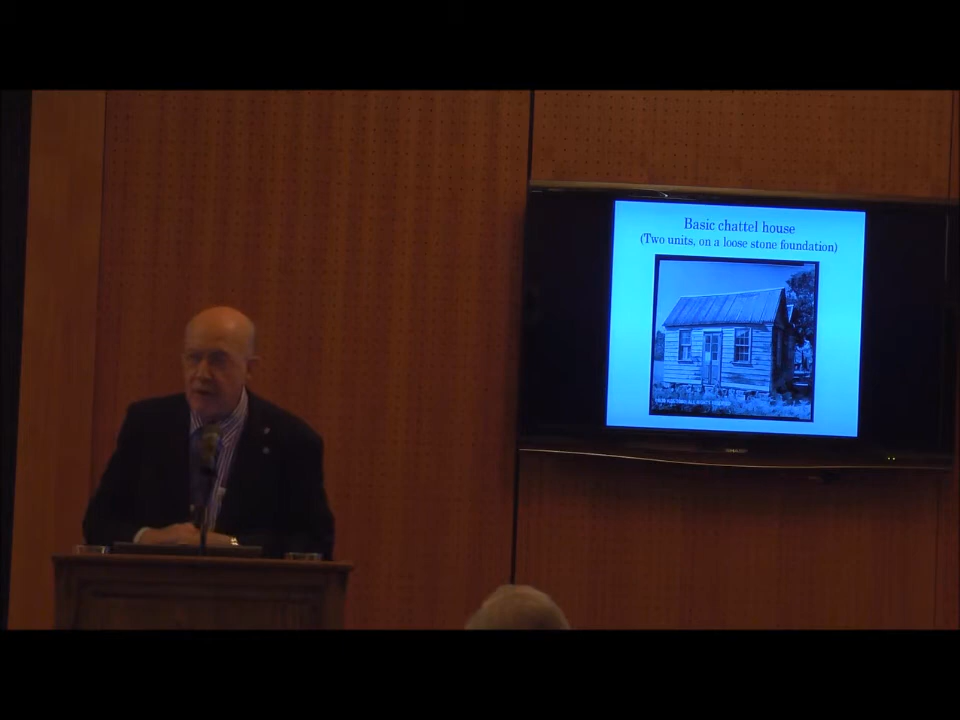 Basic chattel house
(Two units, on a loose stone foundation)